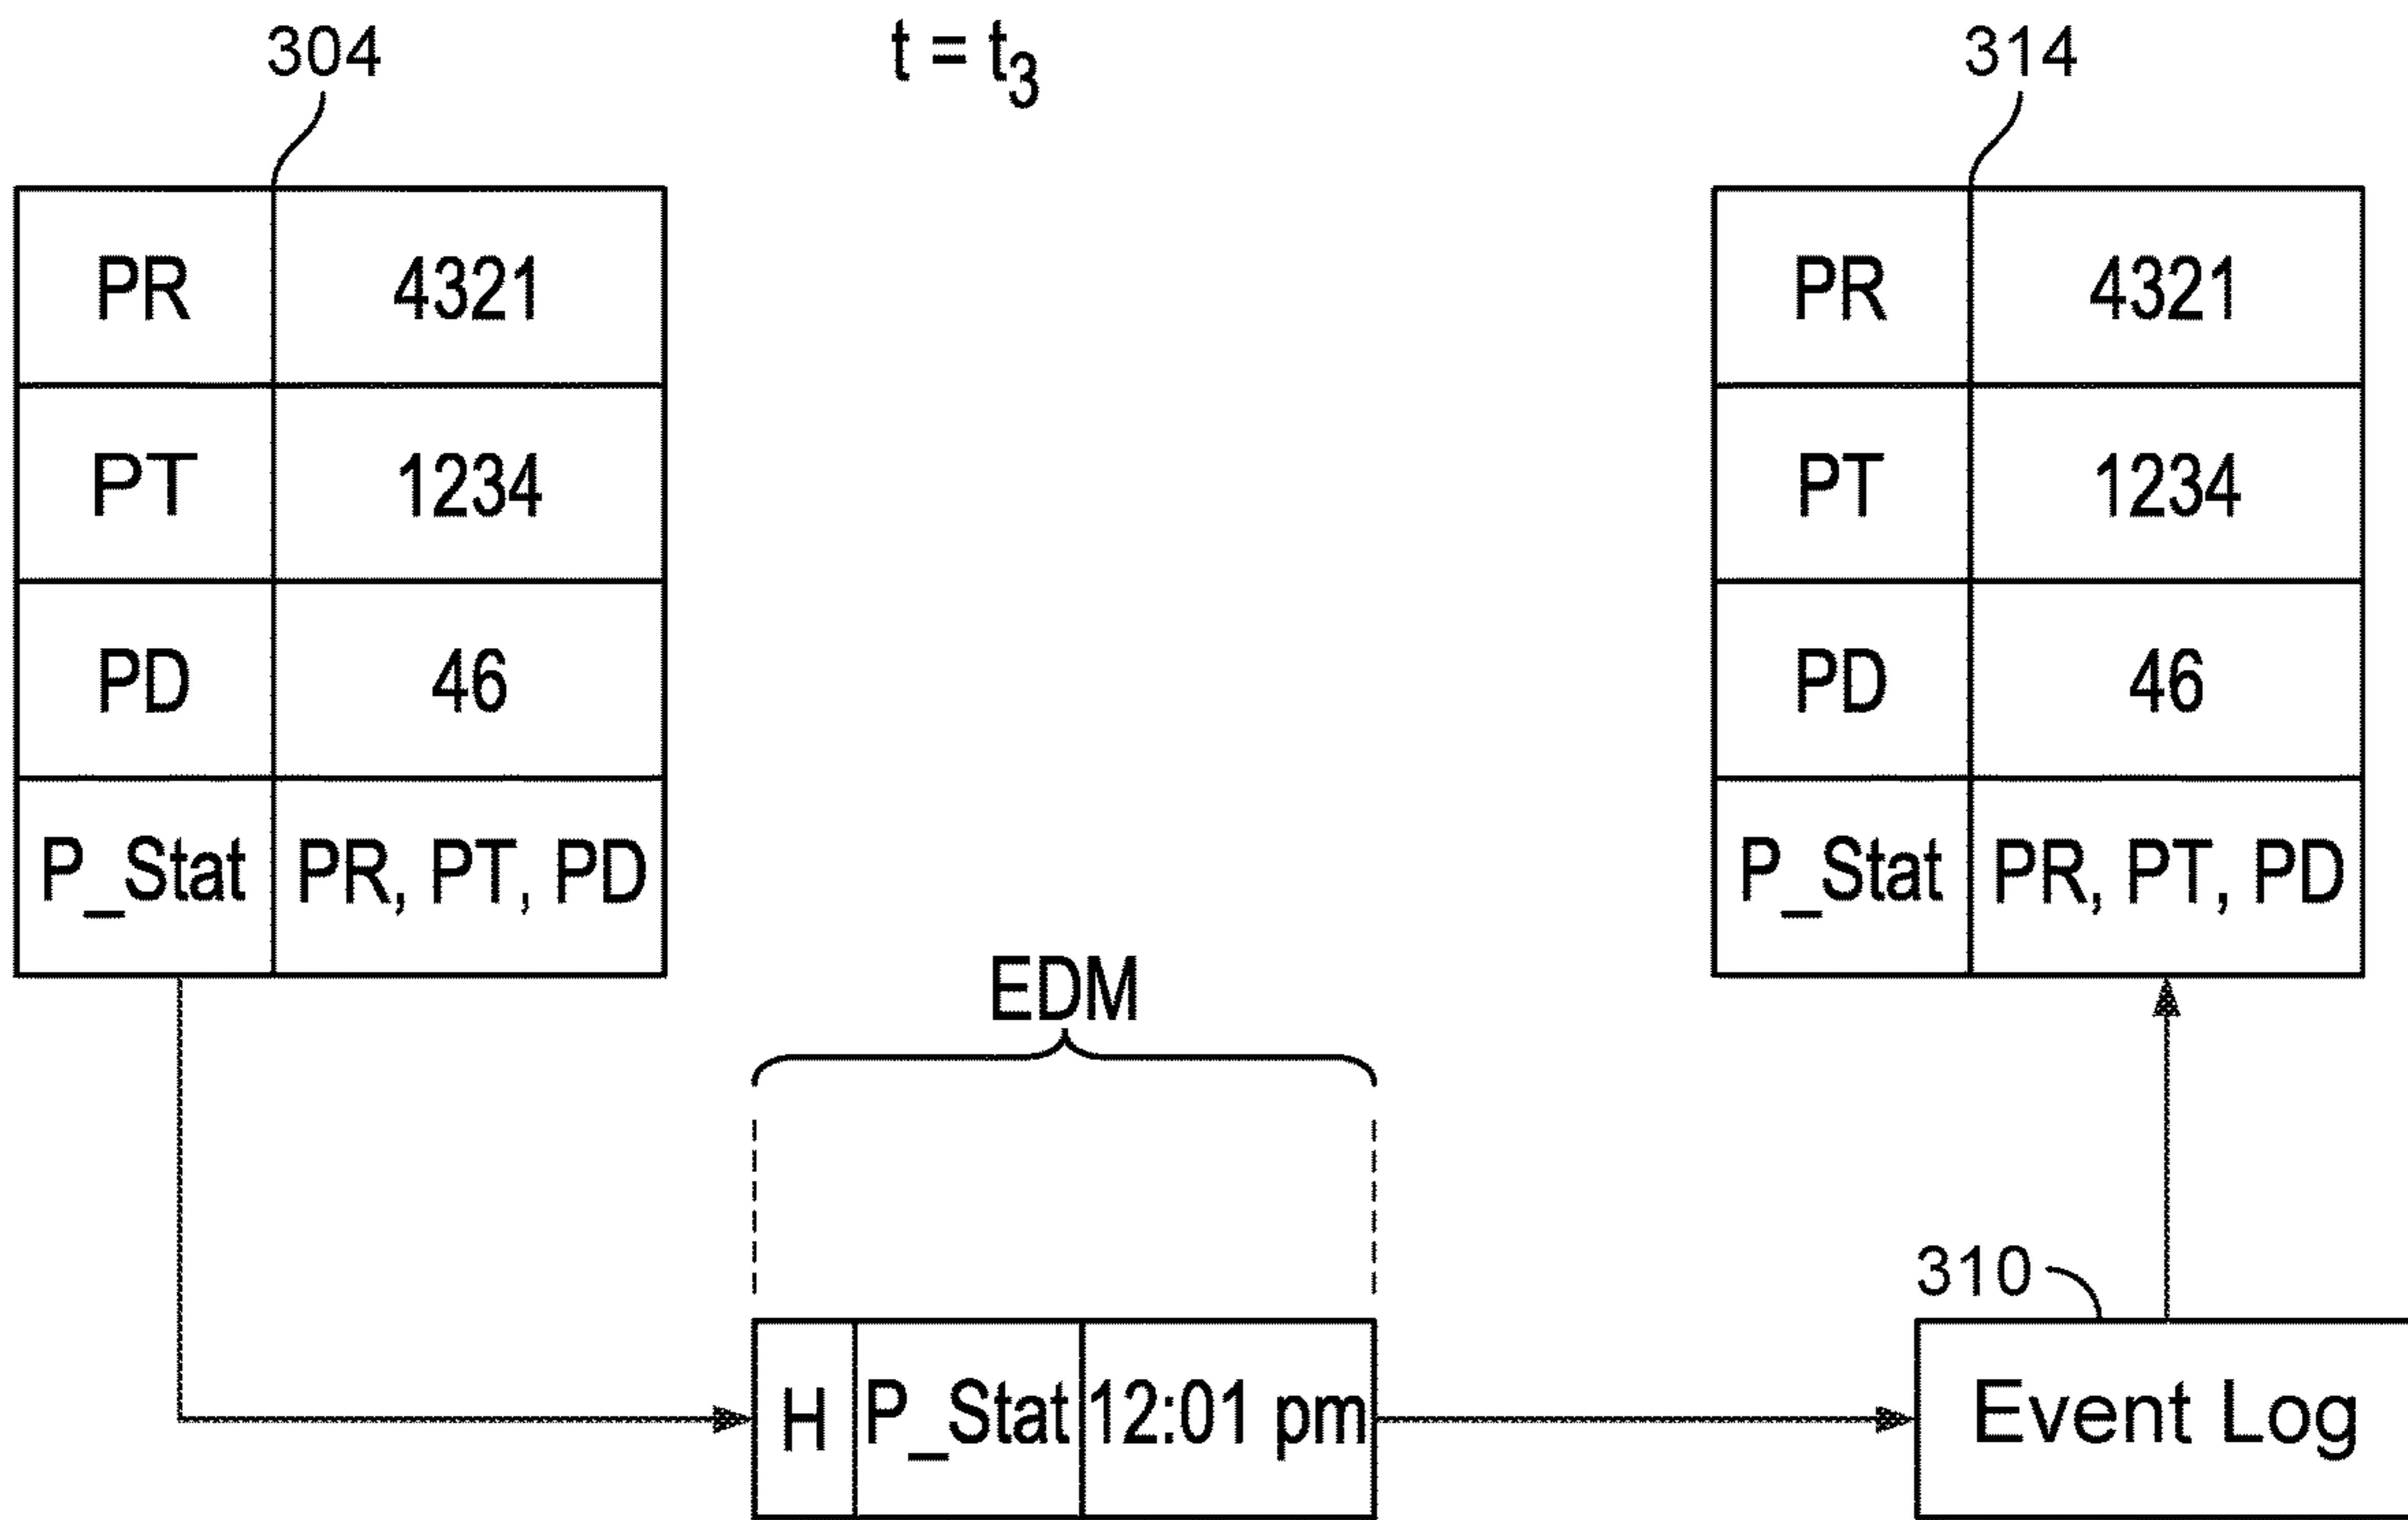 304
t = t3
314
PR 4321
PT 1234
PD 46
P_Stat PR, PT, PD
PR 4321
PT 1234
PD 46
P_Stat PR, PT, PD
EDM
H P_Stat 12:01 pm
310
Event Log